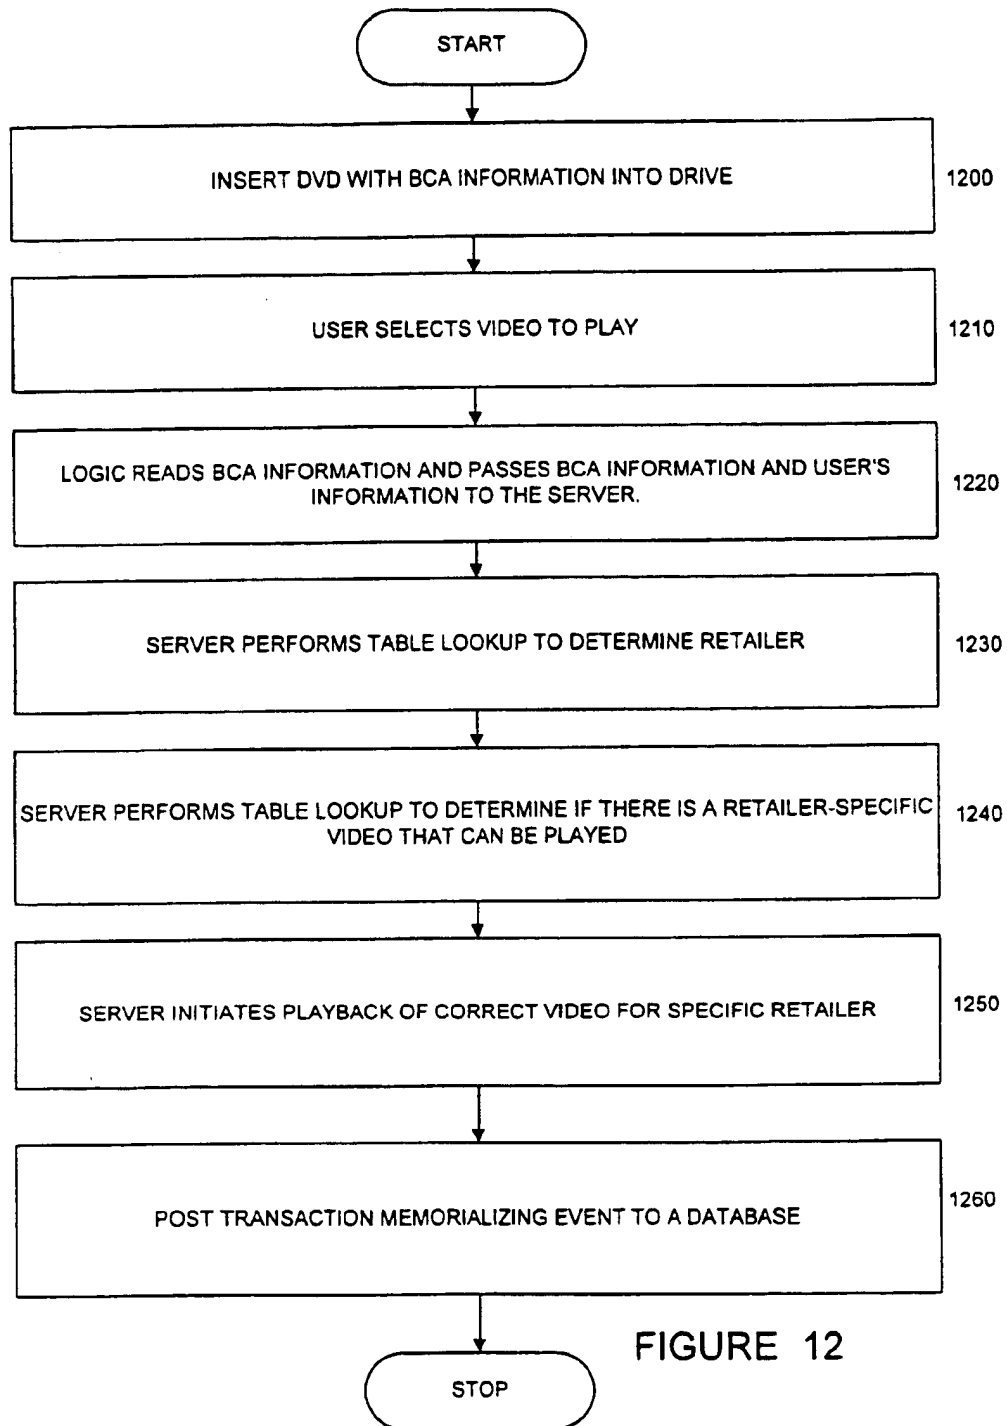 START
INSERT DVD WITH BCA INFORMATION INTO DRIVE
1200
USER SELECTS VIDEO TO PLAY
1210
LOGIC READS BCA INFORMATION AND PASSES BCA INFORMATION AND USER'S
INFORMATION TO THE SERVER.
1220
SERVER PERFORMS TABLE LOOKUP TO DETERMINE RETAILER
1230
SERVER PERFORMS TABLE LOOKUP TO DETERMINE IF THERE IS A RETAILER-SPECIFIC
VIDEO THAT CAN BE PLAYED
1240
SERVER INITIATES PLAYBACK OF CORRECT VIDEO FOR SPECIFIC RETAILER
1250
POST TRANSACTION MEMORIALIZING EVENT TO A DATABASE
1260
FIGURE 12
STOP